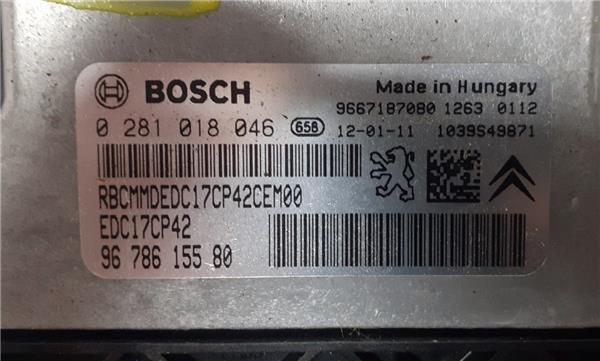 BOSCH
Made in Hungary
9667187080 1263 0112
0 281 018 046 658 12-01-11 1039S49871
RBCMMDEDC17CP42CEM00
EDC17CP42
96 786 155 80